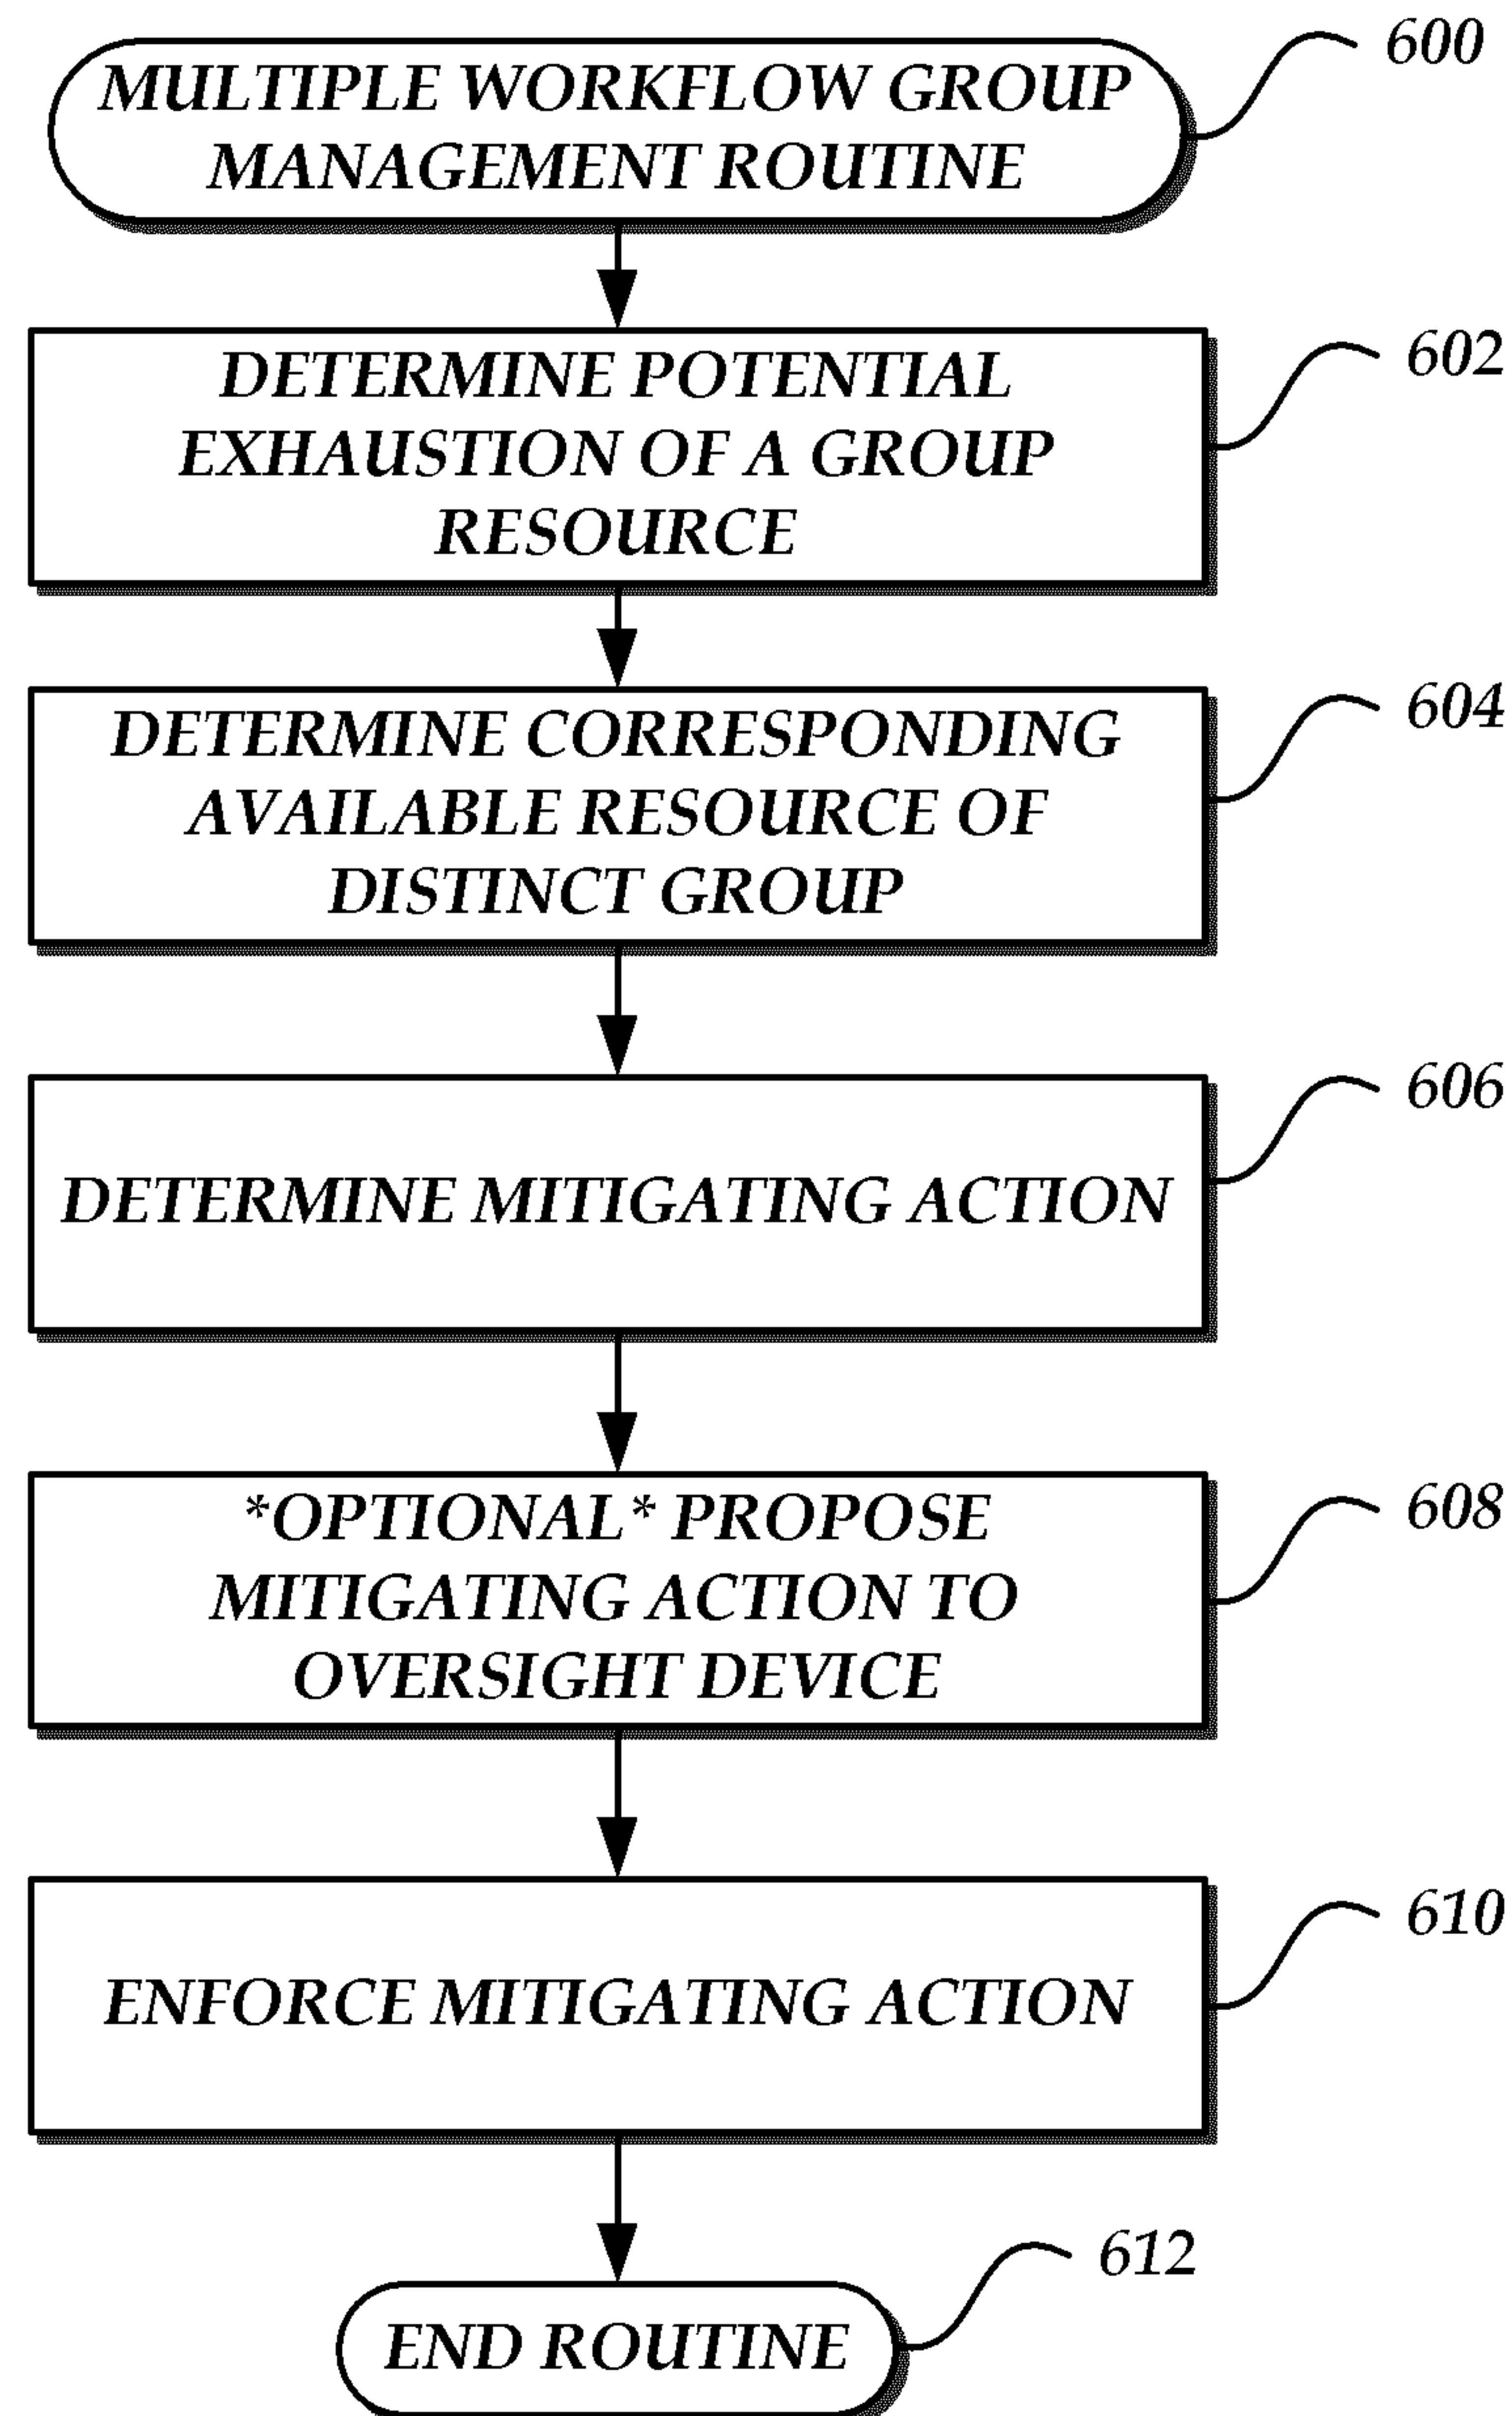 MULTIPLE WORKFLOW GROUP
MANAGEMENT ROUTINE
600
DETERMINE POTENTIAL
EXHAUSTION OF A GROUP
RESOURCE
602
DETERMINE CORRESPONDING
AVAILABLE RESOURCE OF
DISTINCT GROUP
604
DETERMINE MITIGATING ACTION
606
*OPTIONAL* PROPOSE
MITIGATING ACTION TO
OVERSIGHT DEVICE
608
ENFORCE MITIGATING ACTION
610
END ROUTINE
612